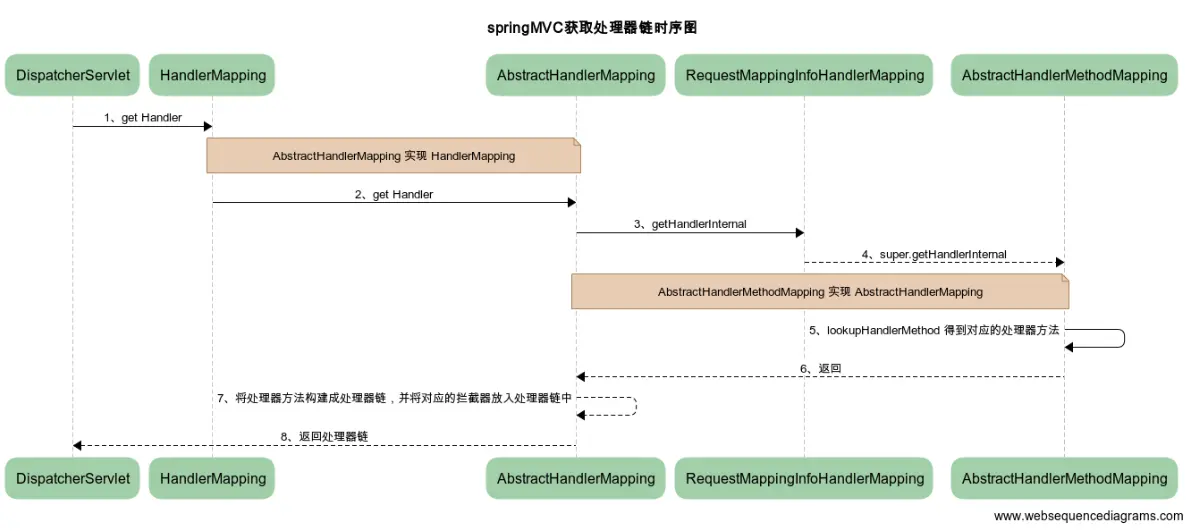 springMVC获取处理器链时序图
DispatcherServlet
HandlerMapping
AbstractHandlerMapping
RequestMappingInfoHandlerMapping
AbstractHandlerMethodMapping
1、get Handler
AbstractHandlerMapping 实现 HandlerMapping
2、get Handler
3、getHandlerInternal
4、super.getHandlerInternal
AbstractHandlerMethodMapping 实现 AbstractHandlerMapping
5、lookupHandlerMethod 得到对应的处理器方法
6、返回
7、将处理器方法构建成处理器链，并将对应的拦截器放入处理器链中
8、返回处理器链
DispatcherServlet
HandlerMapping
AbstractHandlerMapping
RequestMappingInfoHandlerMapping
AbstractHandlerMethodMapping
www.websequencediagrams.com